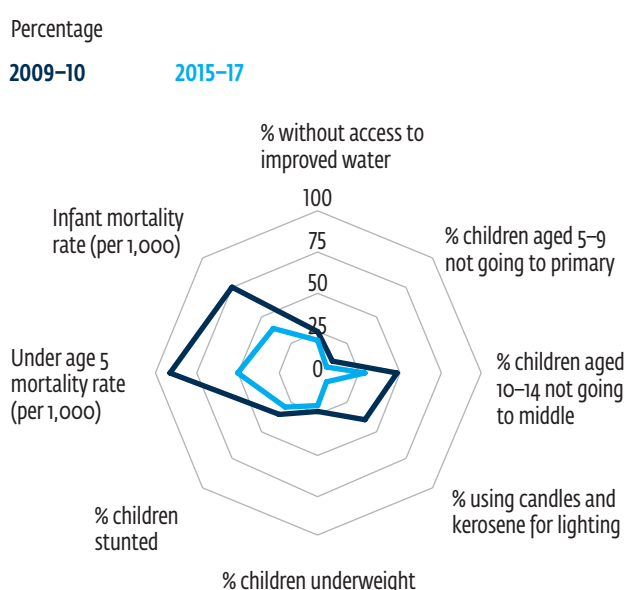 Percentage
2009–10 2015–17
% without access to
improved water
100
75
50
25
0
Infant mortality
rate (per 1,000)
% children aged 5–9
not going to primary
Under age 5
mortality rate
(per 1,000)
% children aged
10–14 not going
to middle
% children
stunted
% using candles and
kerosene for lighting
% children underweight